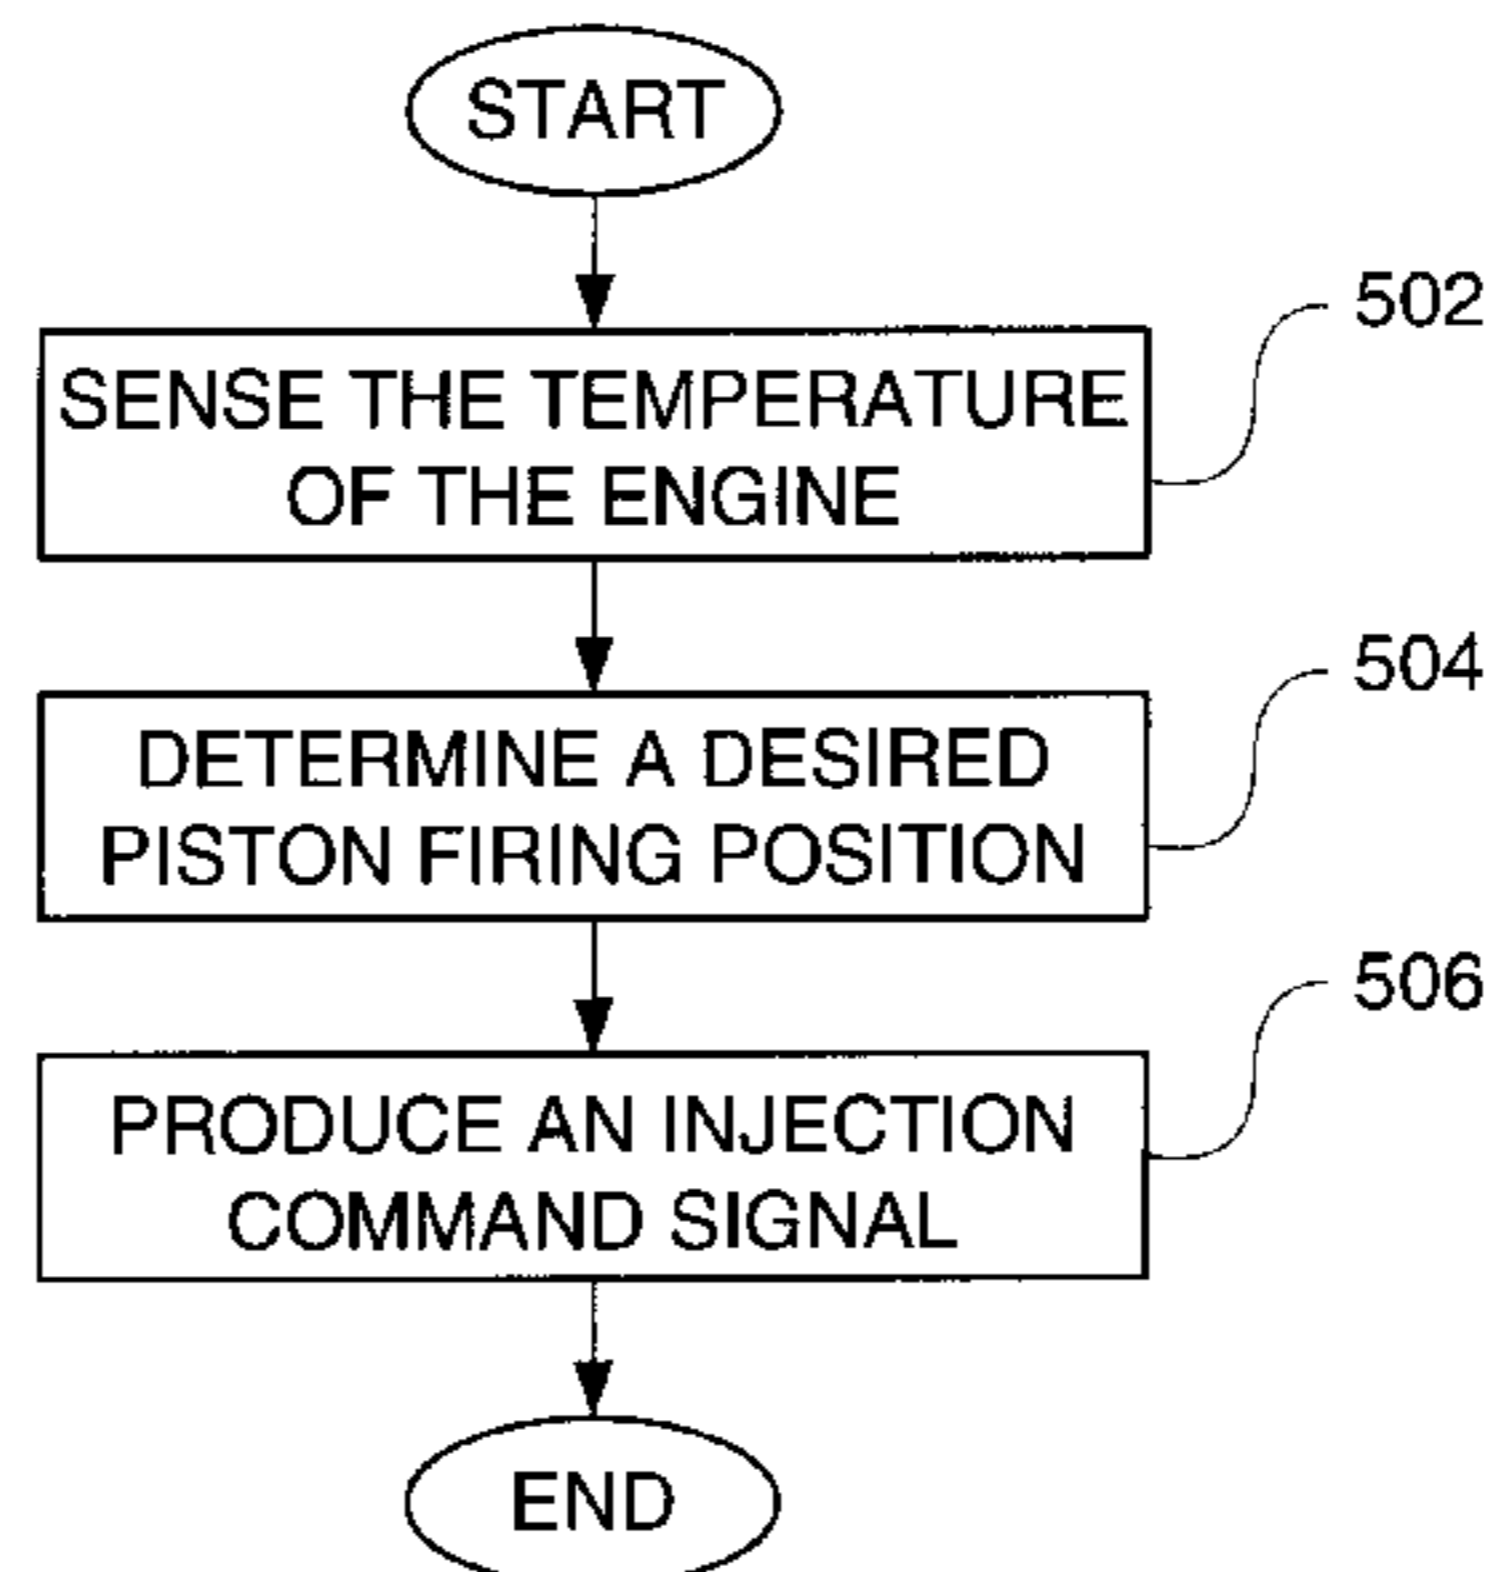 START
502
SENSE THE TEMPERATURE
OF THE ENGINE
504
DETERMINE A DESIRED
PISTON FIRING POSITION
506
PRODUCE AN INJECTION
COMMAND SIGNAL
END